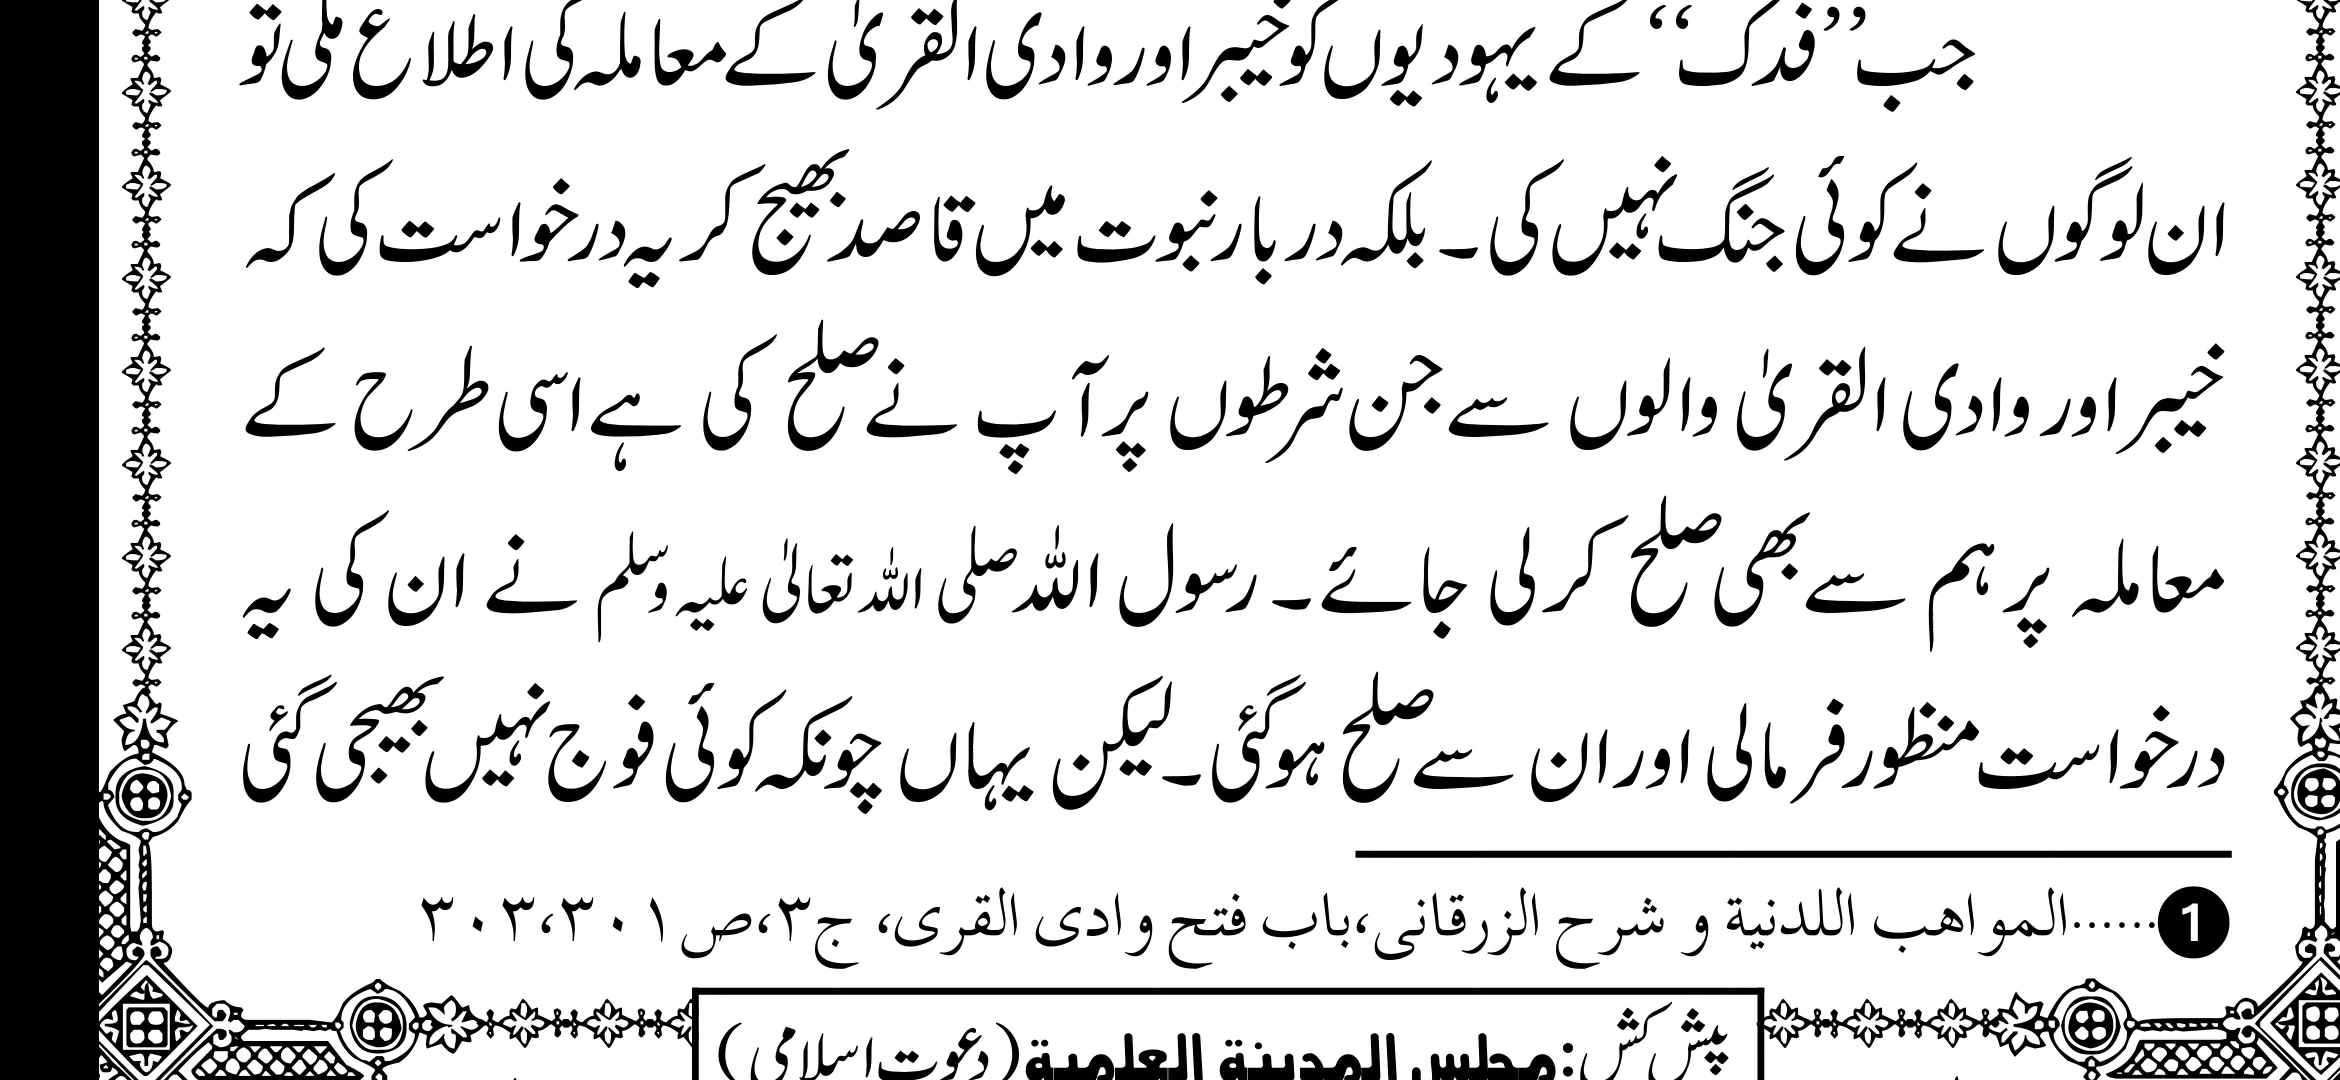 جب ’’فدک‘‘ کے یہودیوں کو خیبر اور وادی القریٰ کے معاملہ کی اطلاع ملی تو
ان لوگوں نے کوئی جنگ نہیں کی۔ بلکہ دربار نبوت میں قاصد بھیج کر یہ درخواست کی کہ
خیبر اور وادی القریٰ والوں سے جن شرطوں پر آپ نے صلح کی ہے اسی طرح کے
معاملہ پر ہم سے بھی صلح کر لی جائے۔ رسول اللہ صلی اللہ تعالیٰ علیہ وسلم نے ان کی یہ
درخواست منظور فرمالی اور ان سے صلح ہوگئی۔ لیکن یہاں چونکہ کوئی فوج نہیں بھیجی گئی
1......المواهب اللدنية و شرح الزرقانی،باب فتح وادی القری، ج٣،ص٣٠١،٣٠٣
پیش کش: مجلس المدینة العلمیة (دعوت اسلامی)